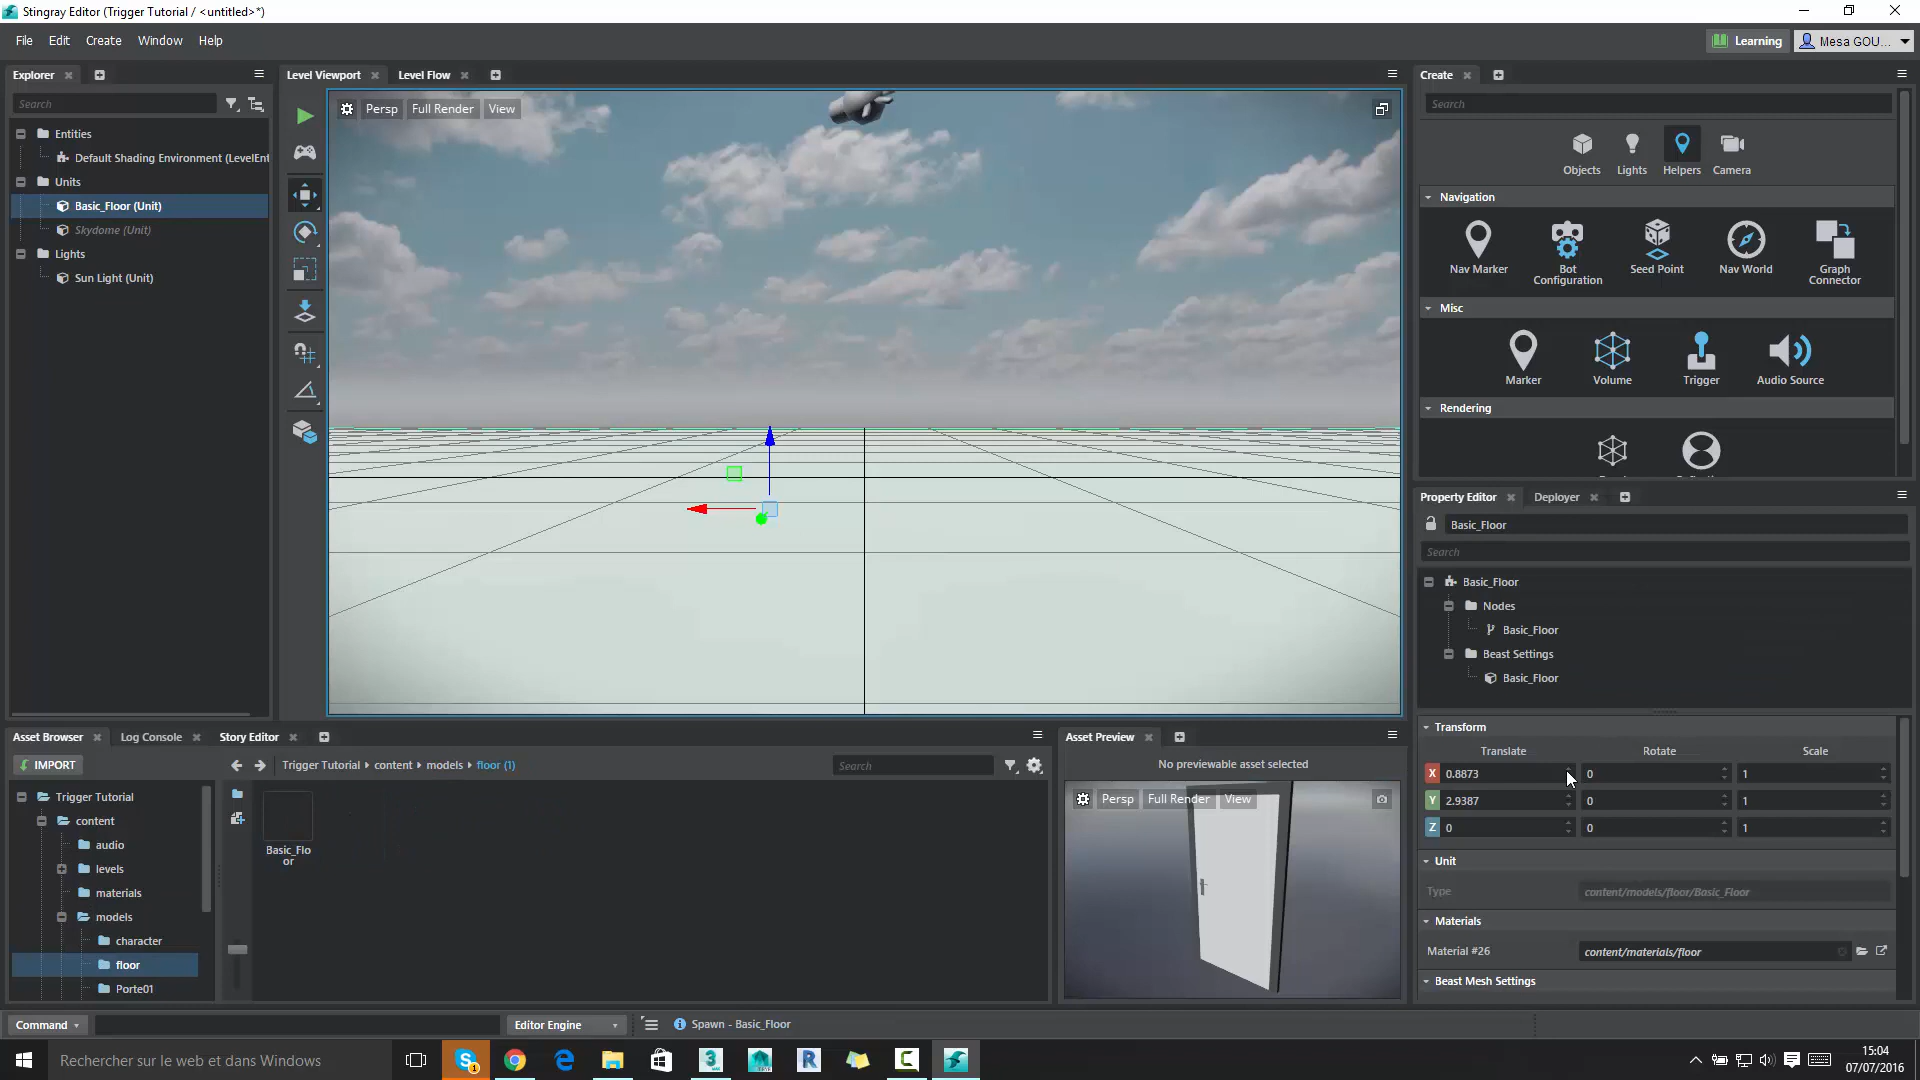 Stingray Editor (Trigger Tutorial / <untitled>*)
File Edit Create Window Help
Learning
Mesa GOU...
Explorer
Search
Entities
Default Shading Environment (LevelEnt
Units
Basic_Floor (Unit)
Skydome (Unit)
Lights
Sun Light (Unit)
Level Viewport
Level Flow
Persp
Full Render
View
Create
Search
Objects
Lights
Helpers
Camera
Navigation
Nav Marker
Bot
Configuration
Seed Point
Nav World
Graph
Connector
Misc
Marker
Volume
Trigger
Audio Source
Rendering
Property Editor
Deployer
Basic_Floor
Search
Basic_Floor
Nodes
Basic_Floor
Beast Settings
Basic_Floor
Transform
Translate
Rotate
Scale
X 0.8873 0 1
Y 2.9387 0 1
Z 0 0 1
Unit
Type content/models/floor/Basic_Floor
Materials
Material #26 content/materials/floor
Beast Mesh Settings
Asset Browser
Log Console
Story Editor
IMPORT
Trigger Tutorial content models floor (1)
Search
Trigger Tutorial
content
audio
levels
materials
models
character
floor
Porte01
Basic_Flo
or
Asset Preview
No previewable asset selected
Persp
Full Render
View
Command
Editor Engine
Spawn - Basic_Floor
Rechercher sur le web et dans Windows
15:04
07/07/2016